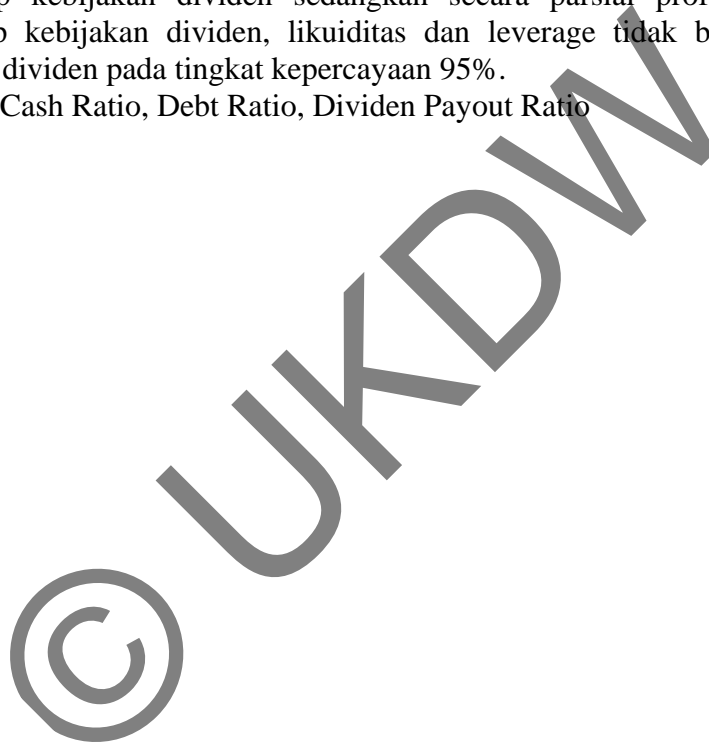 kebijakan dividen sedangkan secara parsial
kebijakan dividen, likuiditas dan leverage tidak
dividen pada tingkat kepercayaan 95%.
Cash Ratio, Debt Ratio, Dividen Payout Ratio
© UKDW